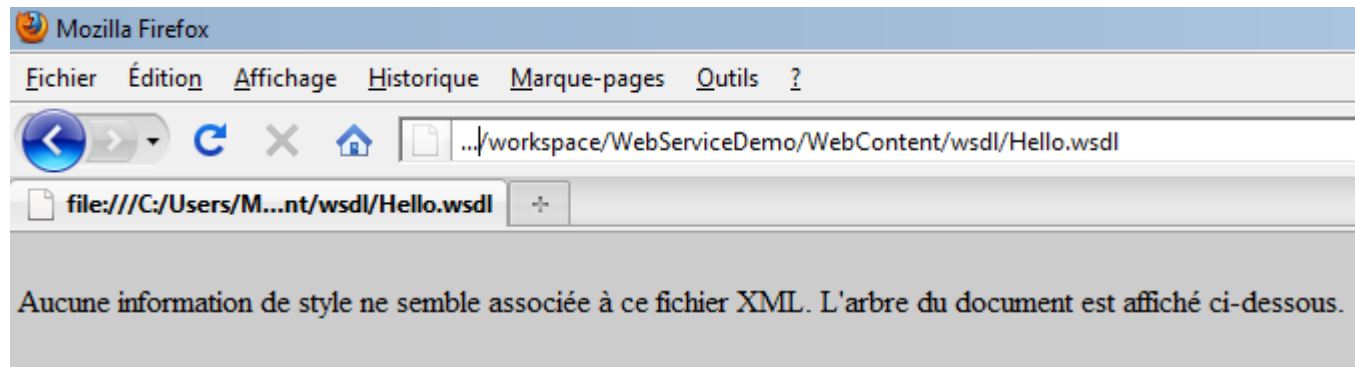 Mozilla Firefox
Fichier Édition Affichage Historique Marque-pages Outils ?
.../workspace/WebServiceDemo/WebContent/wsdl/Hello.wsdl
file:///C:/Users/M...nt/wsdl/Hello.wsdl
Aucune information de style ne semble associée à ce fichier XML. L'arbre du document est affiché ci-dessous.